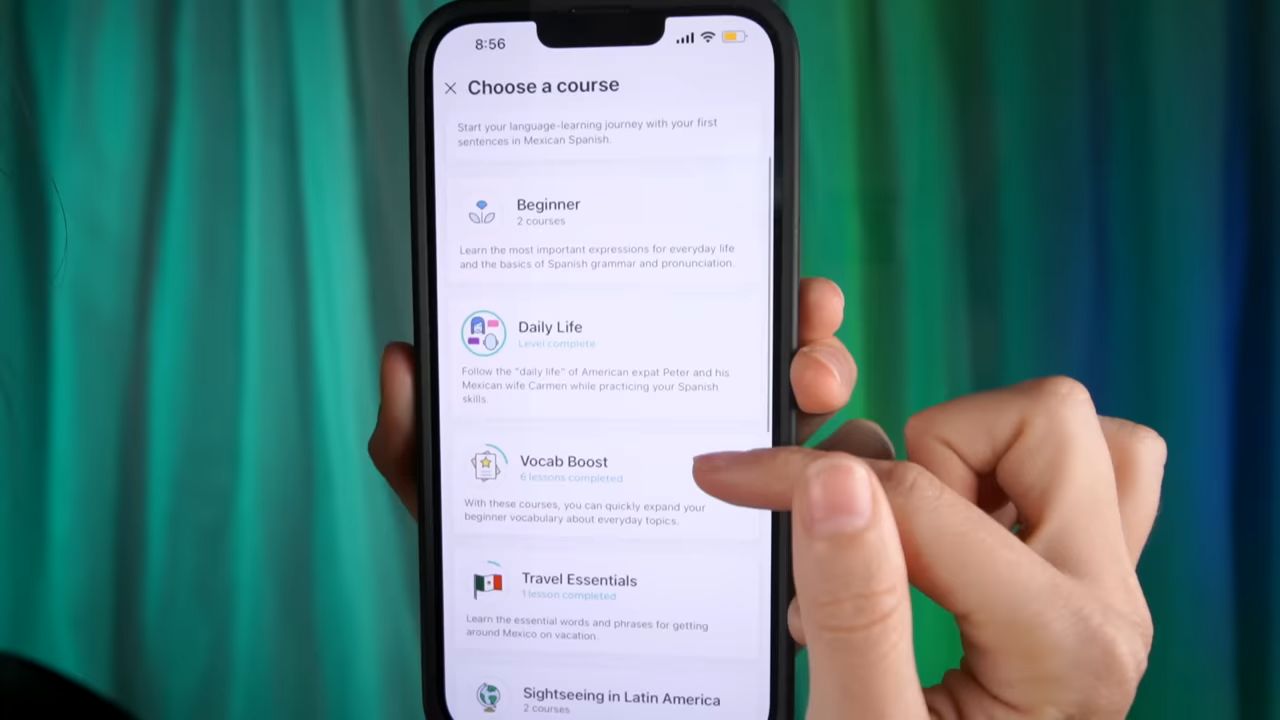 8:56
Choose a course
Start your language-learning journey with your first
sentences in Mexican Spanish.
Beginner
2 courses
Learn the most important expressions for everyday life
and the basics of Spanish grammar and pronunciation.
Daily Life
Level complete
Follow the "daily life" of American expat Peter and his
Mexican wife Carmen while practicing your Spanish
skills.
Vocab Boost
6 lessons completed
With these courses, you can quickly expand your
beginner vocabulary about everyday topics.
Travel Essentials
1 lesson completed
Learn the essential words and phrases for getting
around Mexico on vacation.
Sightseeing in Latin America
2 courses